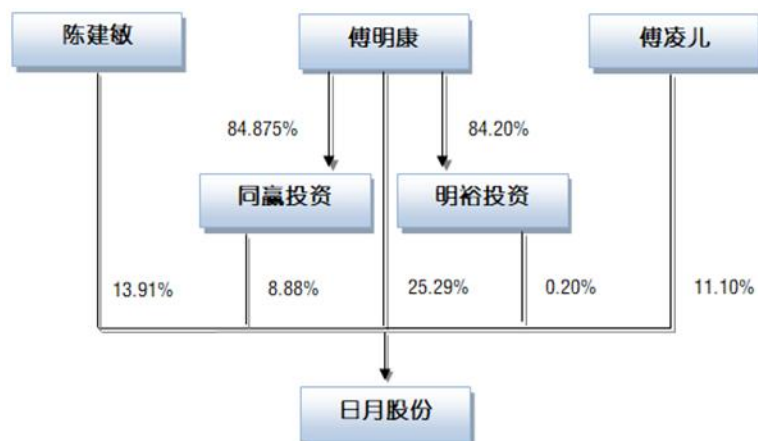 陈建敏
傅明康
傅凌儿
84.875%
84.20%
同赢投资
明裕投资
13.91%
8.88%
25.29%
0.20%
11.10%
日月股份